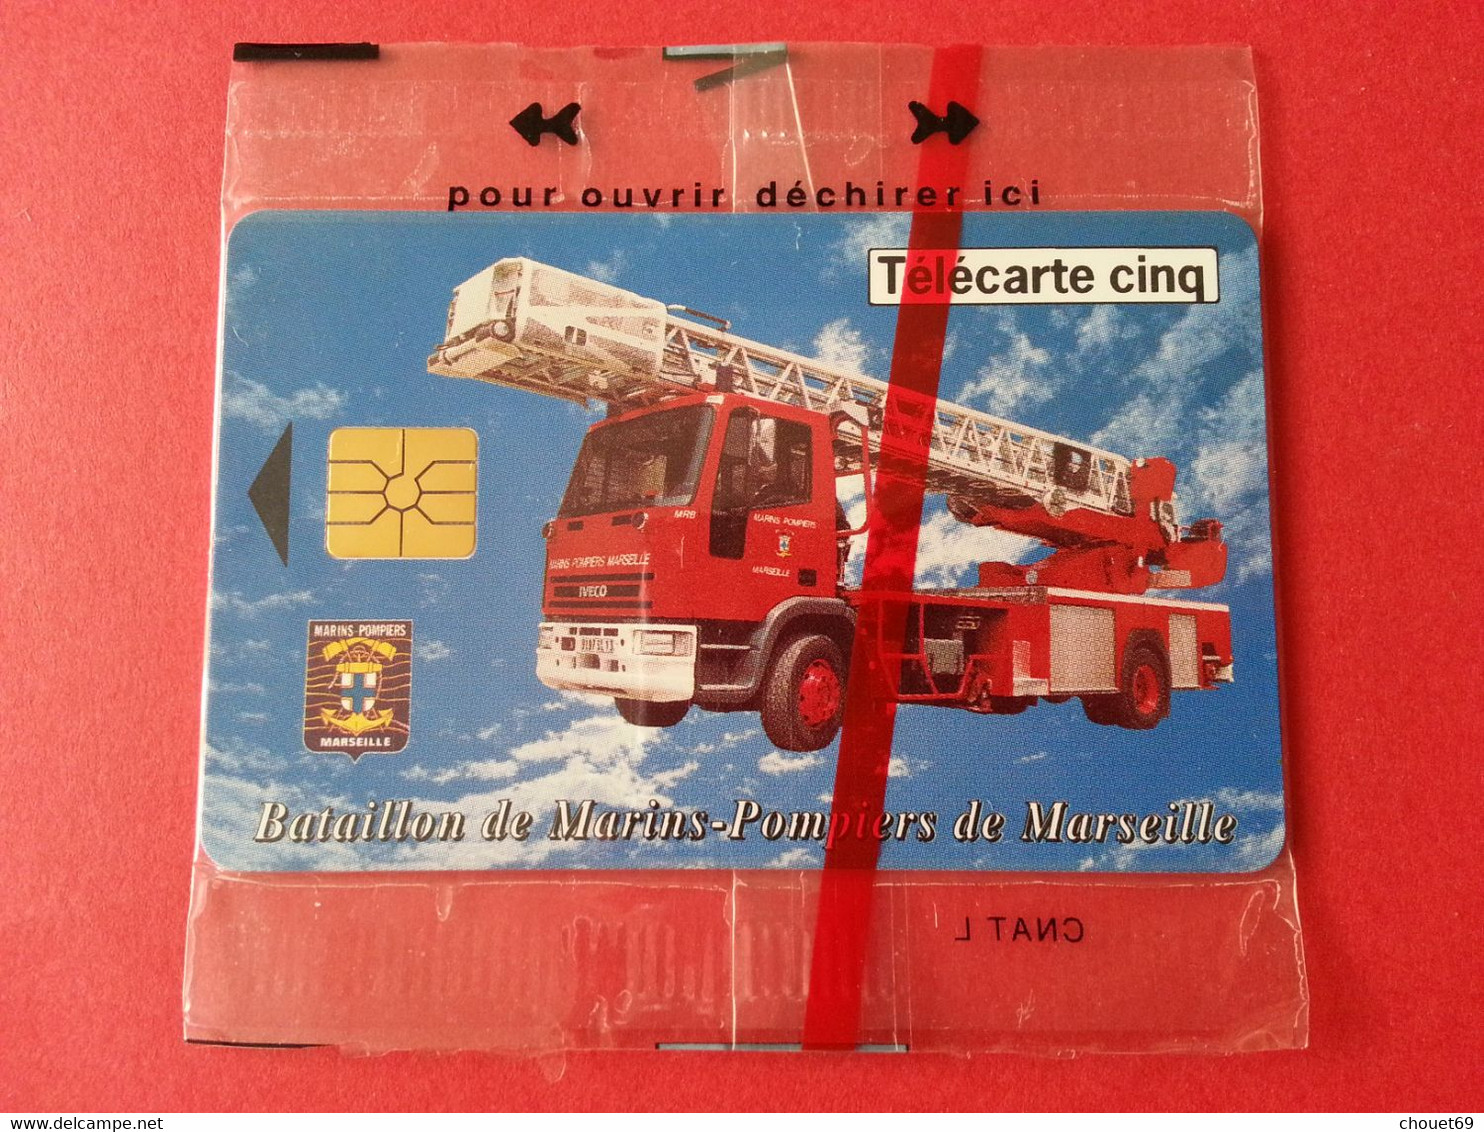 pour ouvrir déchirer ici
Télécarte cinq
MRB
MARINS POMPIERS
MARSEILLE
MARINS POMPIERS MARSEILLE
IVECO
MARINS POMPIERS
MARSEILLE
Bataillon de Marins-Pompiers de Marseille
CNAT L
www.delcampe.net
chouet69